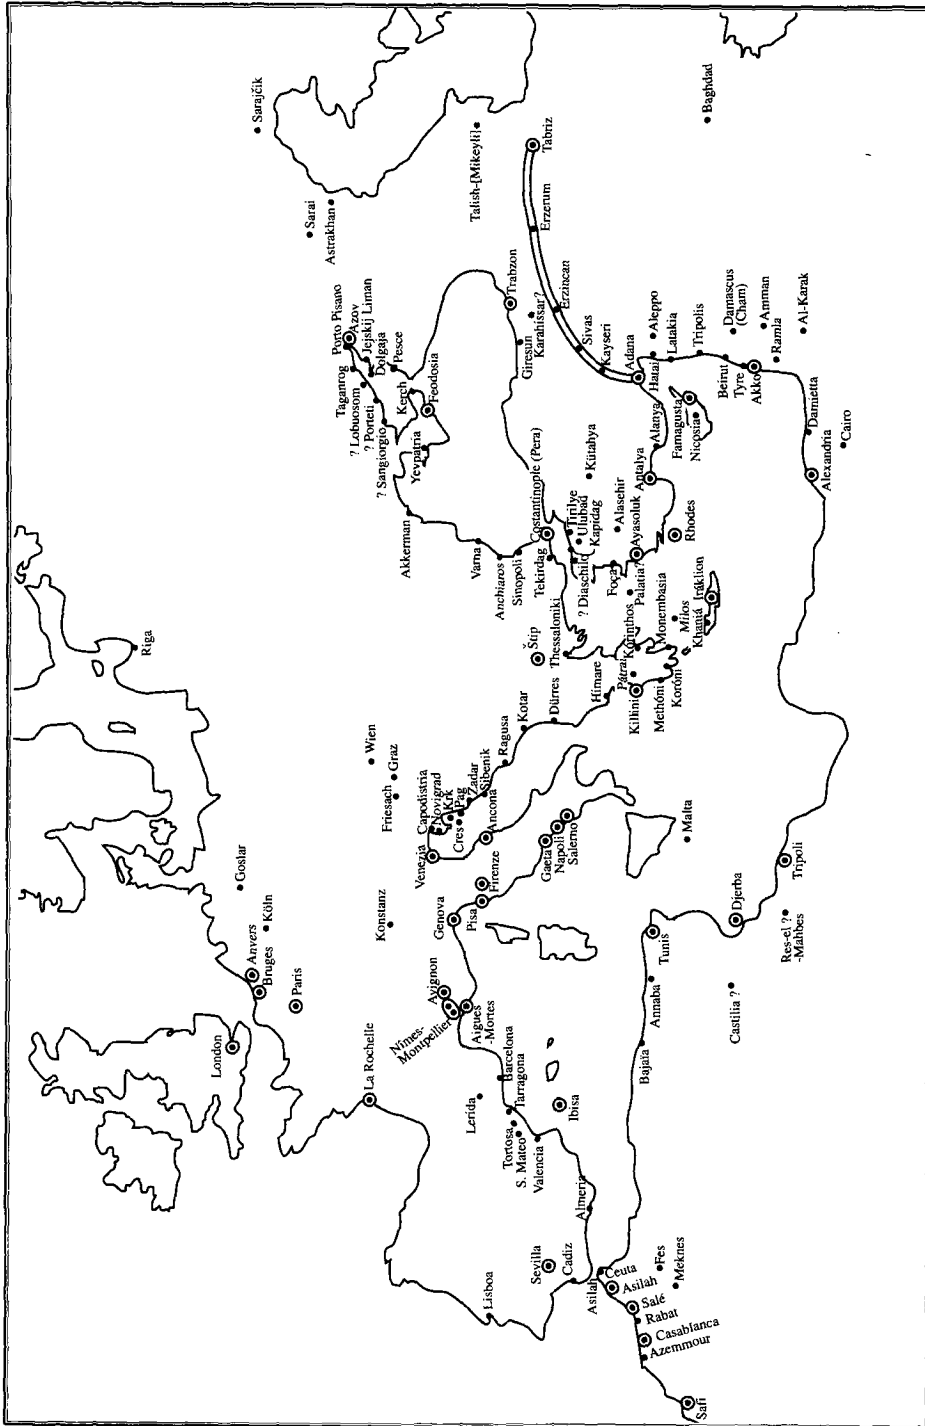 Sarajčik
Sarai
Astrakhan
Talish-[Mikeyli]
Tabriz
Baghdad
Erzerum
Erzincan
Sivas
Kayseri
Adana
Trabzon
Giresun
Karahissar ?
Porto Pisano
Azov
Jejskij Liman
Dolgaja
Pesce
Taganrog
? Lobuosom
? Porteti
? Sangiorgio
Kerch
Feodosia
Yevpatria
Akkerman
Varna
Anchiaros
Sinopoli
Costantinople (Pera)
Tekirdag
Tirilye
Ulubad
Kapidag
? Diaschilo
Kütahya
Alasehir
Foça
Ayasoluk
Palatia?
Antalya
Alanya
Rhodes
Famagusta
Nicosia
Hatai
Aleppo
Latakia
Tripolis
Damascus
(Cham)
Beirut
Tyre
Akko
Amman
Ramla
Al-Karak
Damietta
Alexandria
Cairo
Riga
Štip
Thessaloniki
Korinthos
Monembasia
Milos
Khaniá
Iráklion
Pátrai
Killini
Methóni
Koróni
Himare
Dürres
Kotar
Ragusa
Sibenik
Zadar
Pag
Cres
Krk
Novigrad
Capodistria
Venezia
Wien
Graz
Friesach
Ancona
Firenze
Pisa
Genova
Gaeta
Napoli
Salerno
Malta
Konstanz
Goslar
Köln
Anvers
Bruges
Paris
London
La Rochelle
Avignon
Nîmes-
Montpellier
Aigues
-Mortes
Barcelona
Tarragona
Lerida
Tortosa
S. Mateo
Valencia
Ibisa
Almeria
Sevilla
Cadiz
Lisboa
Tripoli
Djerba
Res-el ?
-Mahbes
Tunis
Annaba
Castilia ?
Bajaïa
Ceuta
Asilah
Asilah
Fes
Meknes
Salé
Rabat
Casablanca
Azemmour
Safi